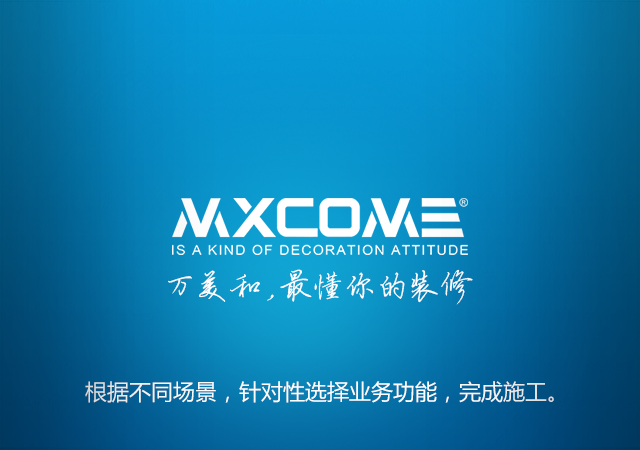 MXCOME®
IS A KIND OF DECORATION ATTITUDE
万美和,最懂你的装修
根据不同场景，针对性选择业务功能，完成施工。